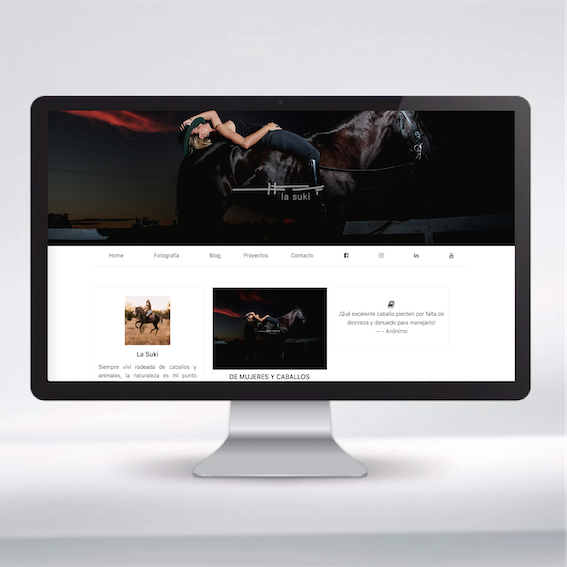 la suki
Home Fotografía Blog Proyectos Contacto
La Suki
Siempre viví rodeada de caballos y
animales, la naturaleza es mi punto
DE MUJERES Y CABALLOS
¡Qué excelente caballo pierden por falta de
destreza y denuedo para manejarlo!
-- - Anónimo